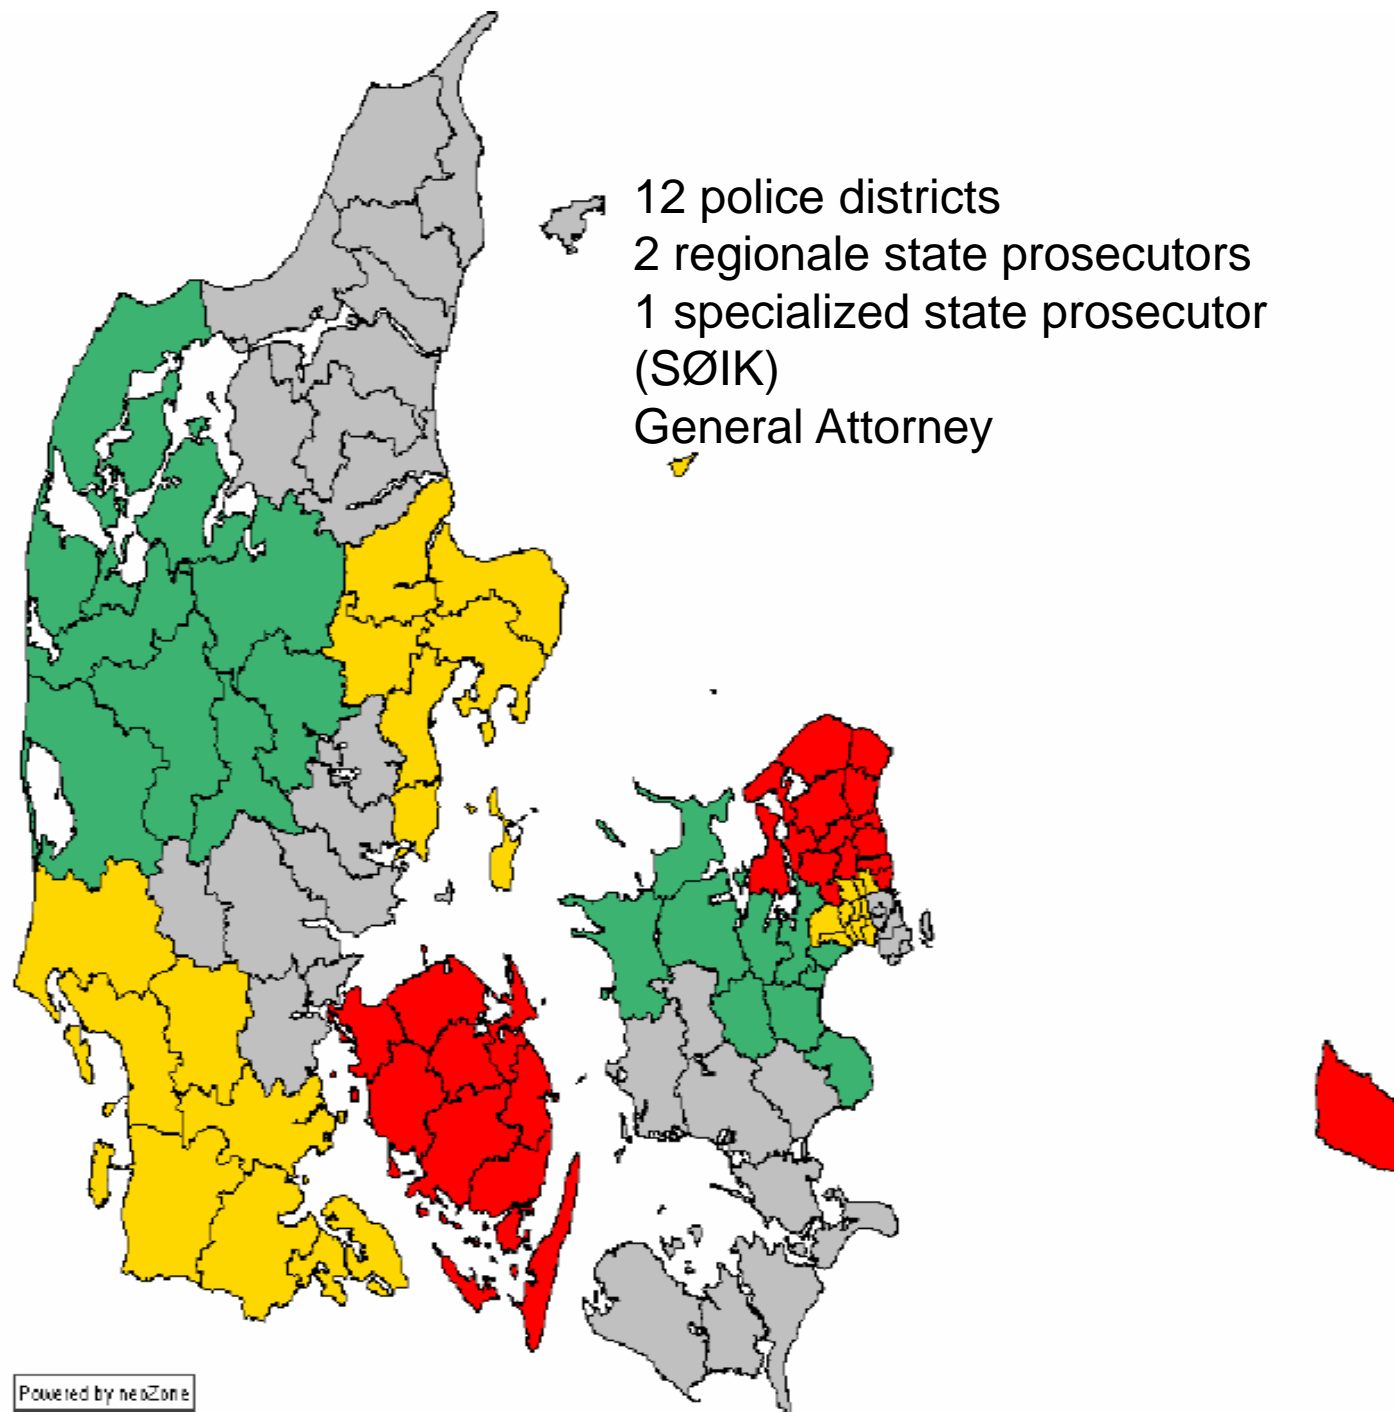 12 police districts
2 regionale state prosecutors
1 specialized state prosecutor
(SØIK)
General Attorney
Powered by neoZone